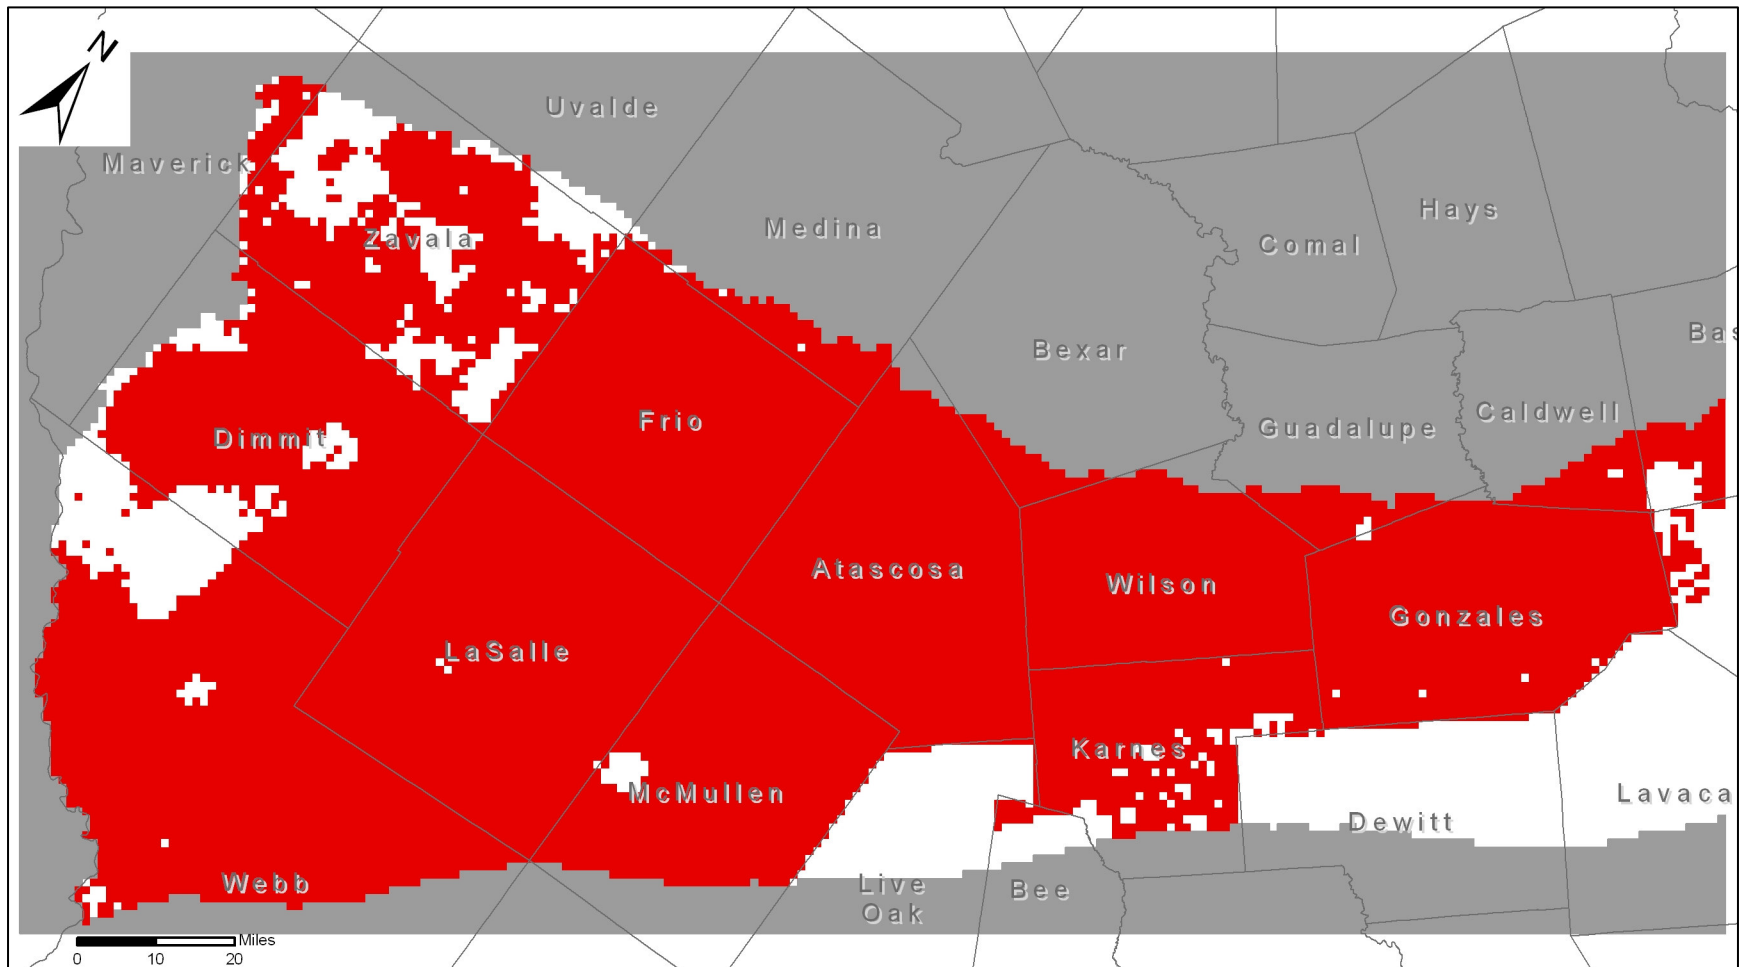 N
Uvalde
Maverick
Medina
Hays
Zavala
Comal
Bas
Bexar
Caldwell
Frio
Guadalupe
Dimmit
Atascosa
Wilson
Gonzales
LaSalle
Karnes
McMullen
Lavaca
Dewitt
Webb
Live
Oak
Bee
Miles
0 10 20